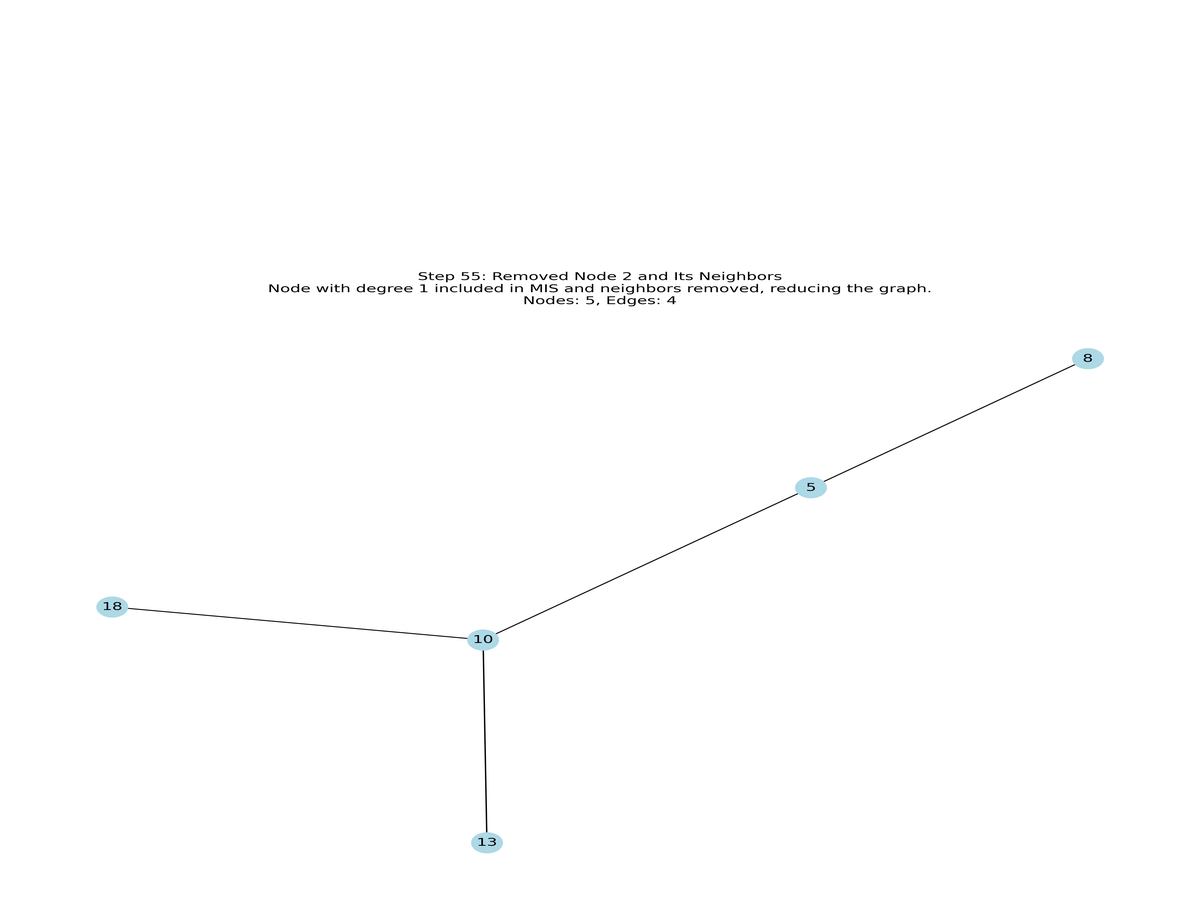 Step 55: Removed Node 2 and Its Neighbors
Node with degree 1 included in MIS and neighbors removed, reducing the graph.
Nodes: 5, Edges: 4
8
5
18
10
13